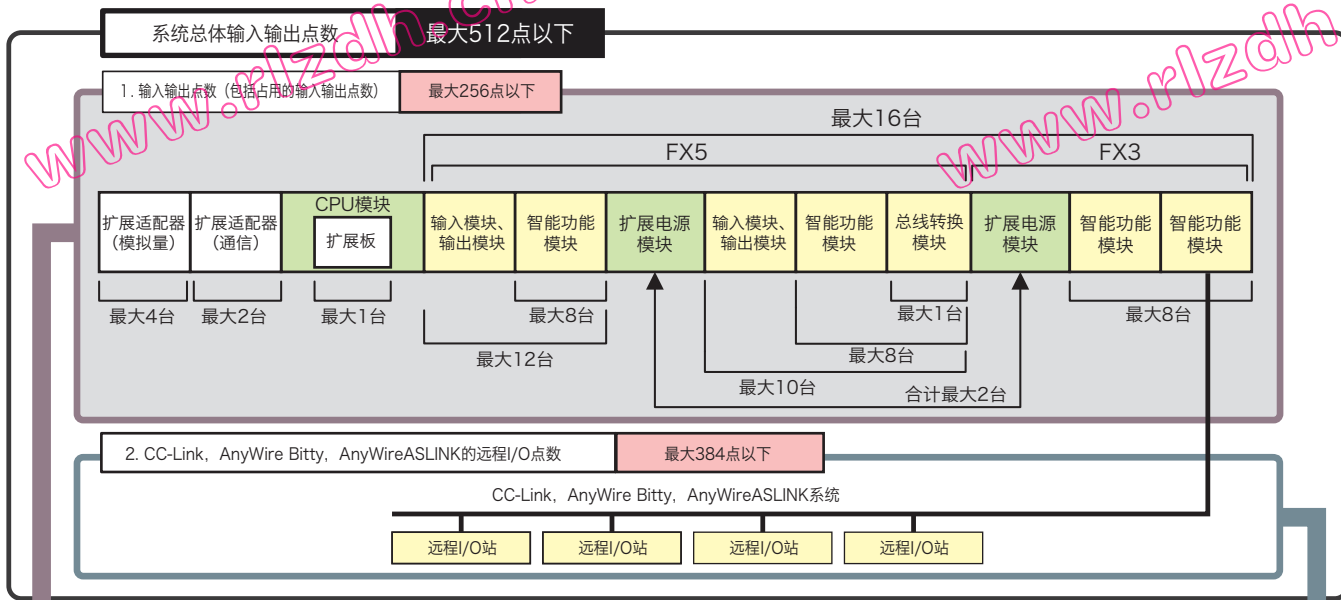 系统总体输入输出点数 最大512点以下
1. 输入输出点数（包括占用的输入输出点数） 最大256点以下
最大16台
FX5 FX3
扩展适配器
（模拟量）
扩展适配器
（通信）
CPU模块
扩展板
输入模块、
输出模块
智能功能
模块
扩展电源
模块
输入模块、
输出模块
智能功能
模块
总线转换
模块
扩展电源
模块
智能功能
模块
智能功能
模块
最大4台 最大2台 最大1台 最大8台 最大1台 最大8台
最大12台 最大8台
最大10台 合计最大2台
2. CC-Link，AnyWire Bitty，AnyWireASLINK的远程I/O点数 最大384点以下
CC-Link，AnyWire Bitty，AnyWireASLINK系统
远程I/O站 远程I/O站 远程I/O站 远程I/O站
www.rlzdh.cn
www.rlzdh